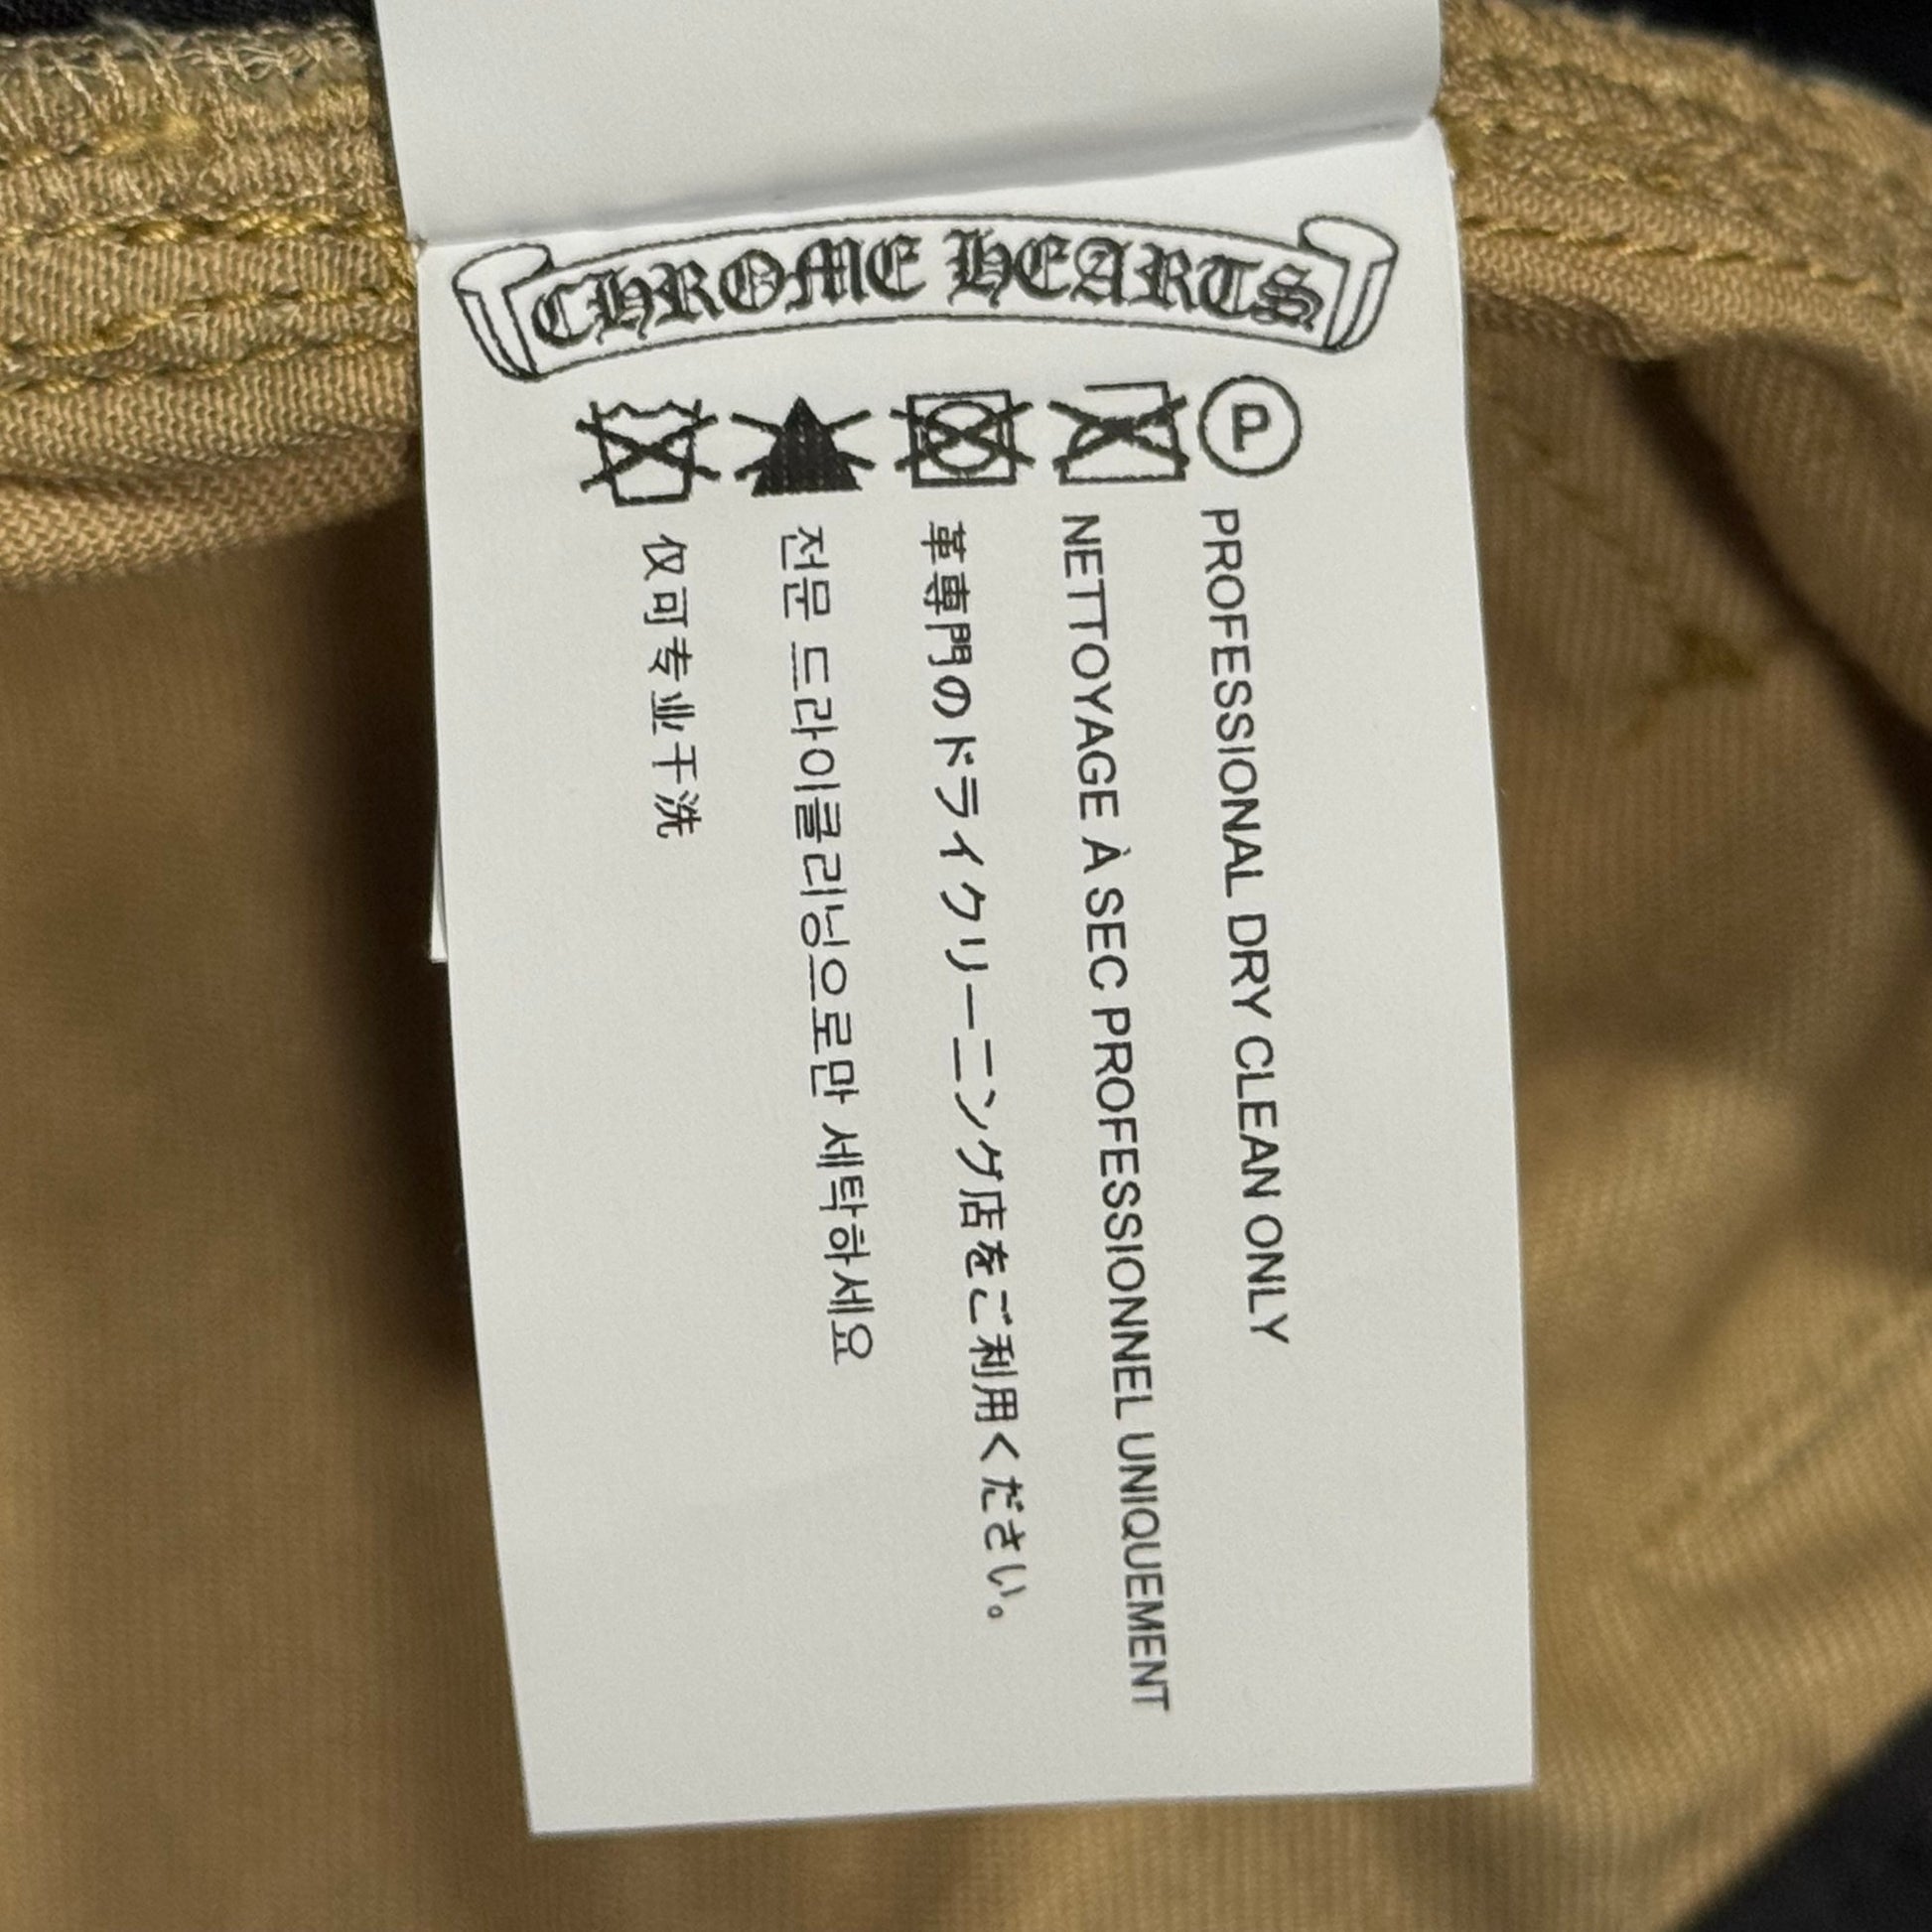 CHROME HEARTS
P
PROFESSIONAL DRY CLEAN ONLY
NETTOYAGE À SEC PROFESSIONNEL UNIQUEMENT
革専門のドライクリーニング店をご利用ください。
전문 드라이클리닝으로만 세탁하세요
仅可专业干洗